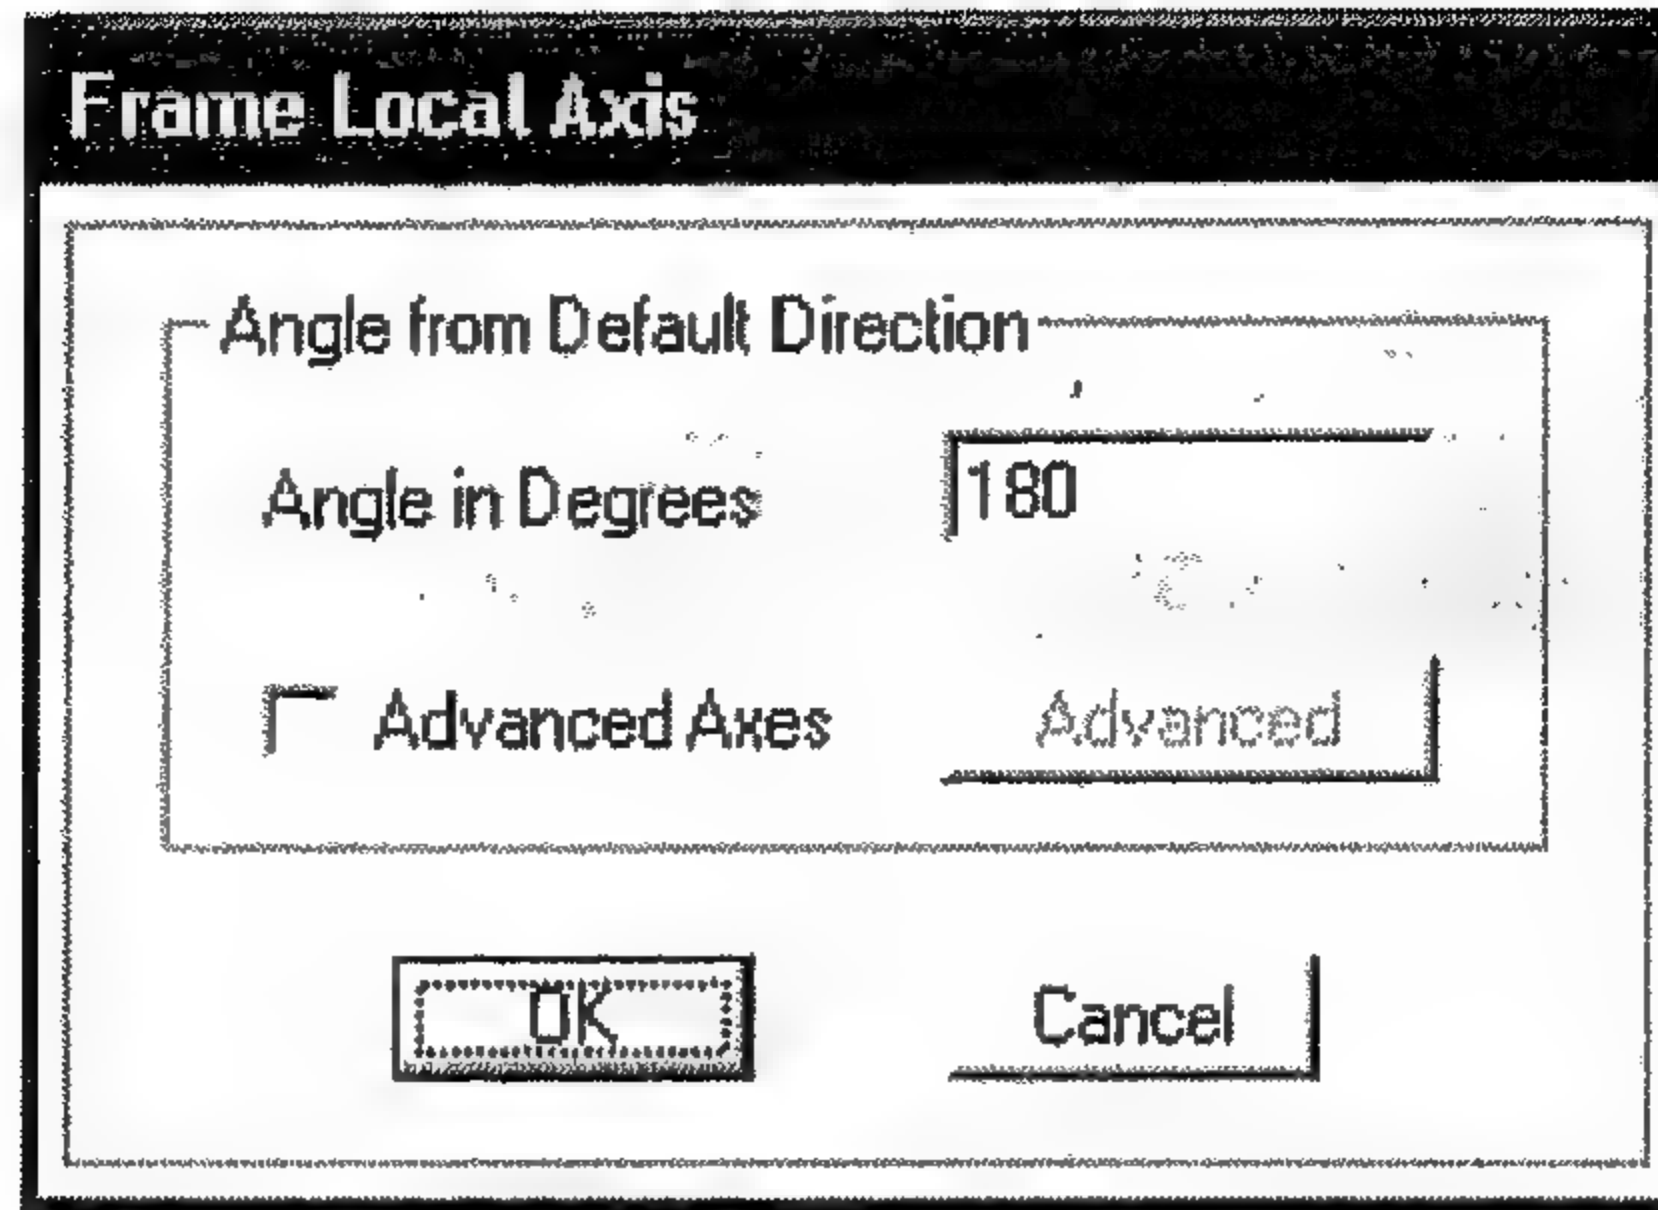 Frame Local Axis
Angle from Default Direction
Angle in Degrees 180
Advanced Axes Advanced
OK Cancel